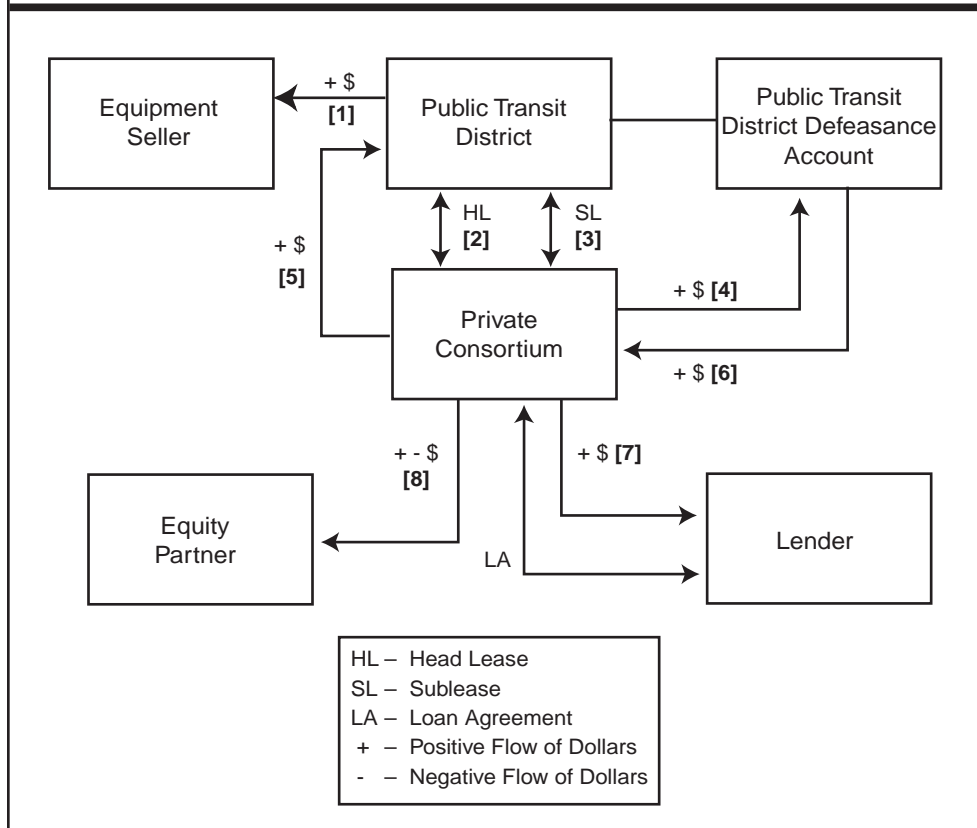 Equipment
Seller
+ $
[1]
Public Transit
District
Public Transit
District Defeasance
Account
HL
[2]
SL
[3]
+ $
[5]
Private
Consortium
+ $ [4]
+ $ [6]
+ - $
[8]
+ $ [7]
Equity
Partner
LA
Lender
HL – Head Lease
SL – Sublease
LA – Loan Agreement
+ – Positive Flow of Dollars
- – Negative Flow of Dollars